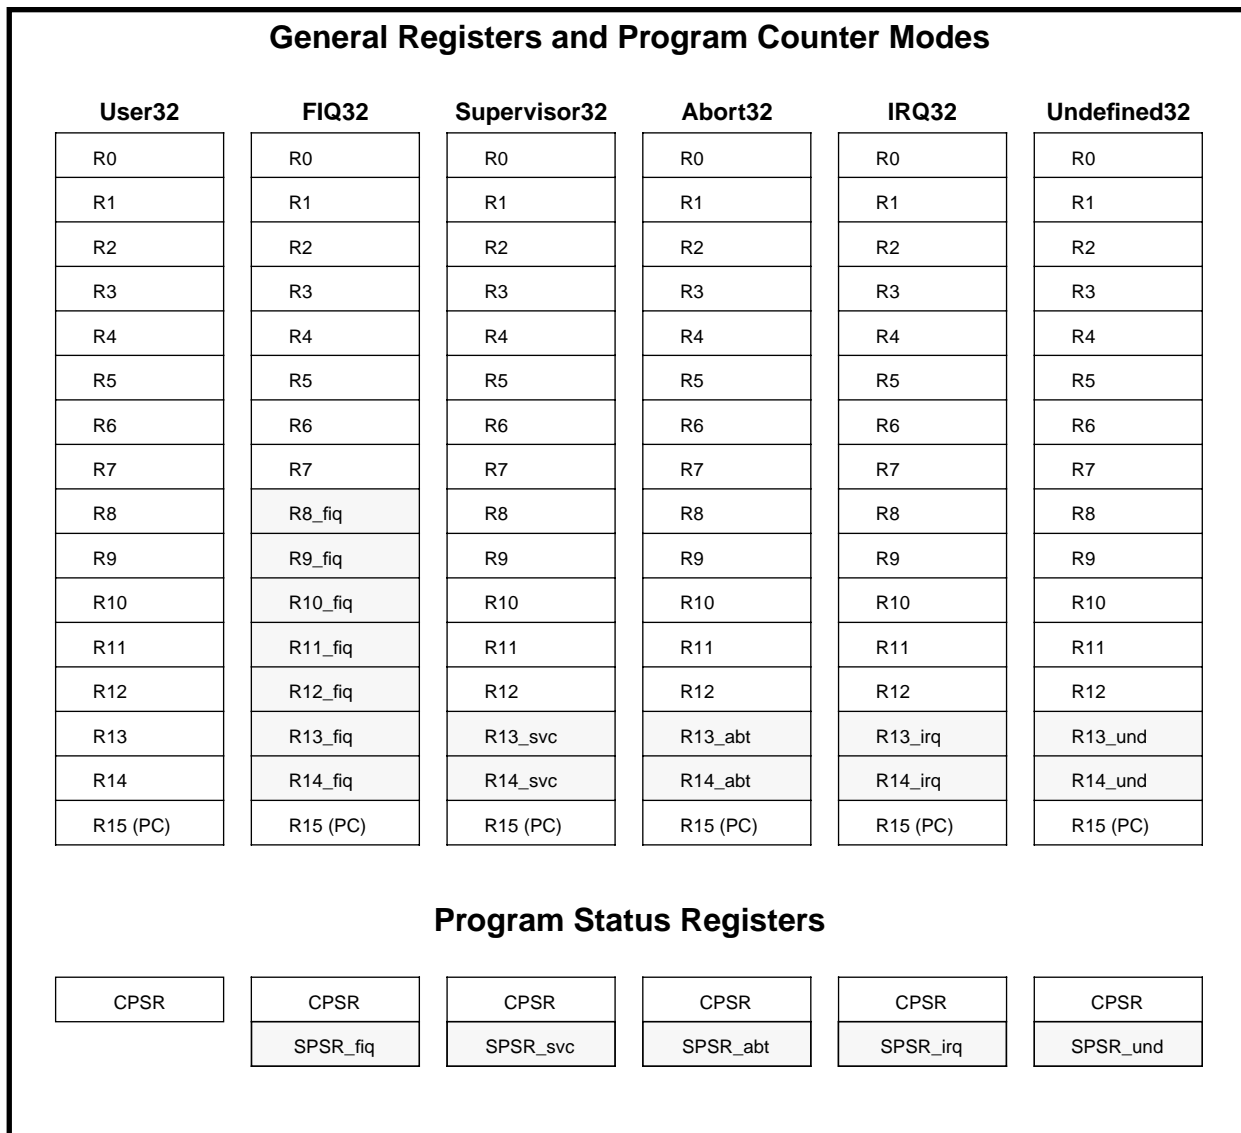 General Registers and Program Counter Modes
User32 FIQ32 Supervisor32 Abort32 IRQ32 Undefined32
R0 R0 R0 R0 R0 R0
R1 R1 R1 R1 R1 R1
R2 R2 R2 R2 R2 R2
R3 R3 R3 R3 R3 R3
R4 R4 R4 R4 R4 R4
R5 R5 R5 R5 R5 R5
R6 R6 R6 R6 R6 R6
R7 R7 R7 R7 R7 R7
R8 R8_fiq R8 R8 R8 R8
R9 R9_fiq R9 R9 R9 R9
R10 R10_fiq R10 R10 R10 R10
R11 R11_fiq R11 R11 R11 R11
R12 R12_fiq R12 R12 R12 R12
R13 R13_fiq R13_svc R13_abt R13_irq R13_und
R14 R14_fiq R14_svc R14_abt R14_irq R14_und
R15 (PC) R15 (PC) R15 (PC) R15 (PC) R15 (PC) R15 (PC)
Program Status Registers
CPSR CPSR CPSR CPSR CPSR CPSR
SPSR_fiq SPSR_svc SPSR_abt SPSR_irq SPSR_und